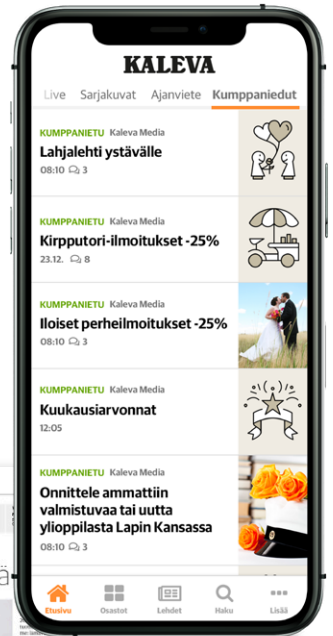 KALEVA
Live Sarjakuvat Ajanviete Kumppaniedut
KUMPPANIETU Kaleva Media
Lahjalehti ystävälle
08:10 3
KUMPPANIETU Kaleva Media
Kirpputori-ilmoitukset -25%
23.12. 8
KUMPPANIETU Kaleva Media
Iloiset perheilmoitukset -25%
08:10 3
KUMPPANIETU Kaleva Media
Kuukausiarvonnat
12:05
KUMPPANIETU Kaleva Media
Onnittele ammattiin
valmistuvaa tai uutta
ylioppilasta Lapin Kansassa
08:10 3
Etusivu Osastot Lehdet Haku Lisää